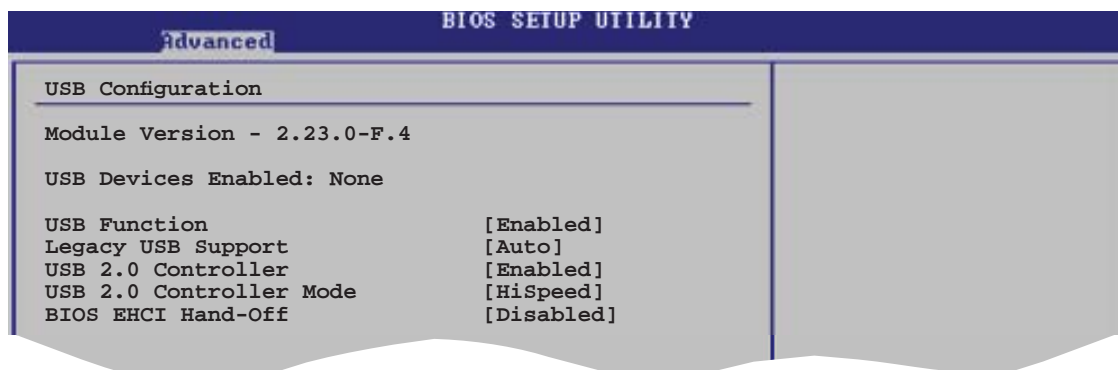 BIOS SETUP UTILITY
Advanced
USB Configuration
Module Version - 2.23.0-F.4
USB Devices Enabled: None
USB Function [Enabled]
Legacy USB Support [Auto]
USB 2.0 Controller [Enabled]
USB 2.0 Controller Mode [HiSpeed]
BIOS EHCI Hand-Off [Disabled]